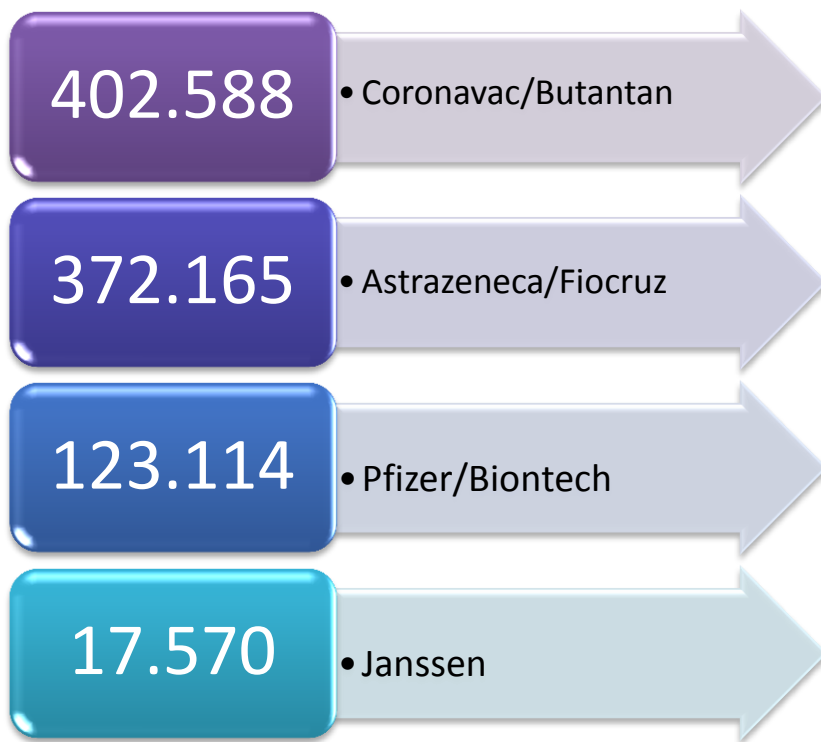 402.588
• Coronavac/Butantan
372.165
• Astrazeneca/Fiocruz
123.114
• Pfizer/Biontech
17.570
• Janssen